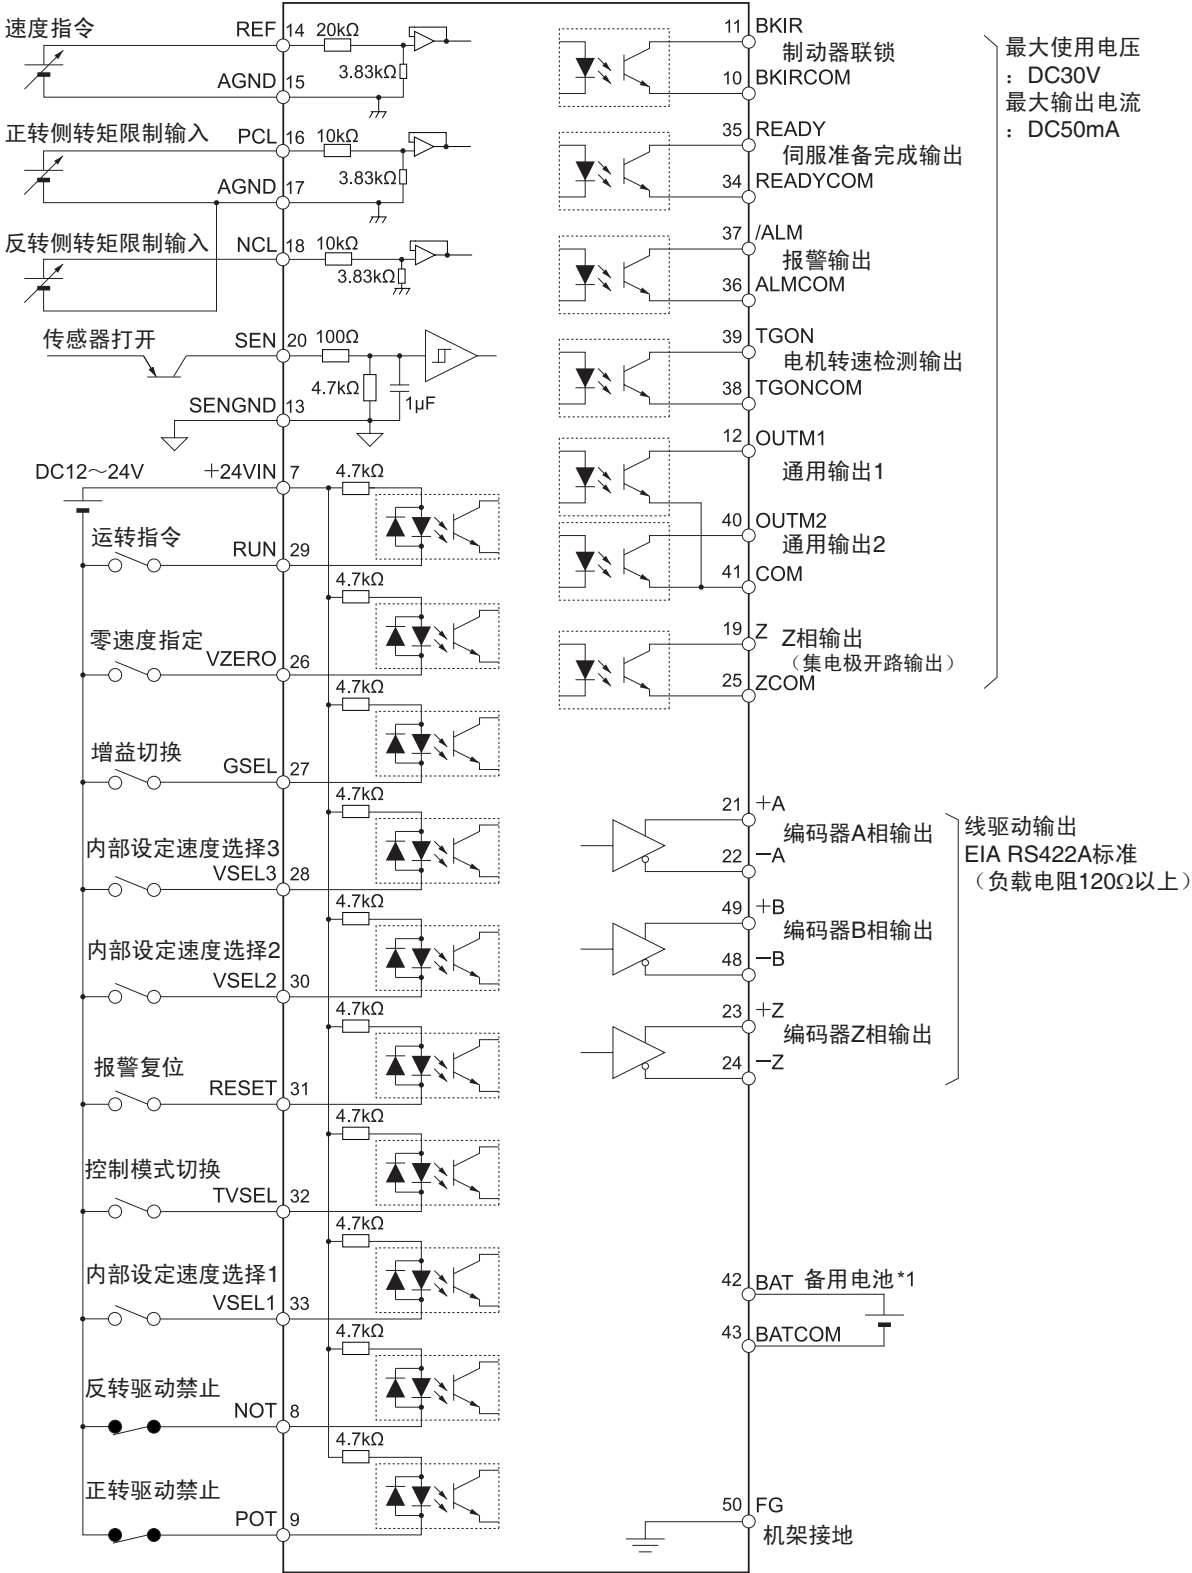 速度指令
REF 14 20kΩ
3.83kΩ
AGND 15
正转侧转矩限制输入
PCL 16 10kΩ
3.83kΩ
AGND 17
反转侧转矩限制输入
NCL 18 10kΩ
3.83kΩ
传感器打开
SEN 20 100Ω
4.7kΩ
1μF
SENGND 13
DC12～24V
+24VIN 7 4.7kΩ
运转指令
RUN 29
4.7kΩ
零速度指定
VZERO 26
4.7kΩ
增益切换
GSEL 27
4.7kΩ
内部设定速度选择3
VSEL3 28
4.7kΩ
内部设定速度选择2
VSEL2 30
4.7kΩ
报警复位
RESET 31
4.7kΩ
控制模式切换
TVSEL 32
4.7kΩ
内部设定速度选择1
VSEL1 33
4.7kΩ
反转驱动禁止
NOT 8
4.7kΩ
正转驱动禁止
POT 9
11 BKIR
制动器联锁
10 BKIRCOM
35 READY
伺服准备完成输出
34 READYCOM
37 /ALM
报警输出
36 ALMCOM
39 TGON
电机转速检测输出
38 TGONCOM
12 OUTM1
通用输出1
40 OUTM2
通用输出2
41 COM
19 Z
Z相输出
（集电极开路输出）
25 ZCOM
最大使用电压
：DC30V
最大输出电流
：DC50mA
21 +A
编码器A相输出
22 −A
49 +B
编码器B相输出
48 −B
23 +Z
编码器Z相输出
24 −Z
线驱动输出
EIA RS422A标准
（负载电阻120Ω以上）
42 BAT 备用电池*1
43 BATCOM
50 FG
机架接地